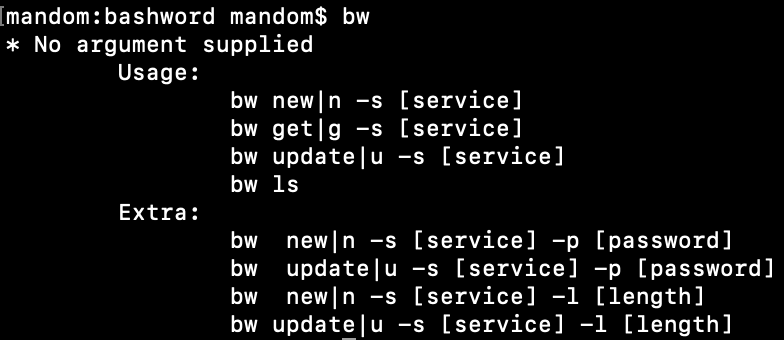 [mandom:bashword mandom$ bw
* No argument supplied
Usage:
bw new|n -s [service]
bw get|g -s [service]
bw update|u -s [service]
bw ls
Extra:
bw  new|n -s [service] -p [password]
bw  update|u -s [service] -p [password]
bw  new|n -s [service] -l [length]
bw update|u -s [service] -l [length]